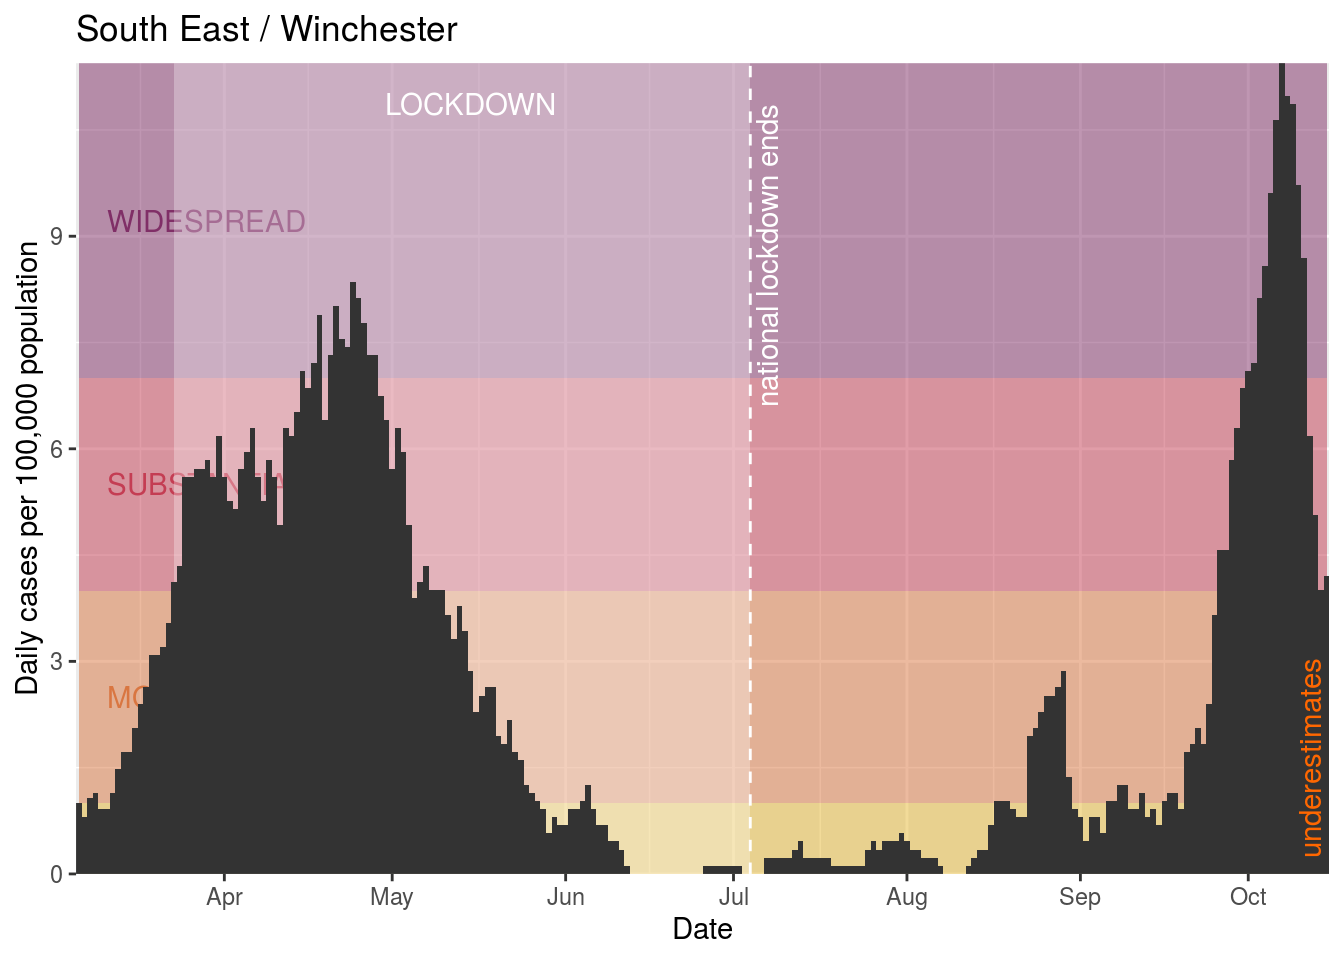 South East / Winchester
LOCKDOWN
national lockdown ends
WIDESPREAD
9
6
3
0
Daily cases per 100,000 population
underestimates
Apr
May
Jun
Jul
Aug
Sep
Oct
Date